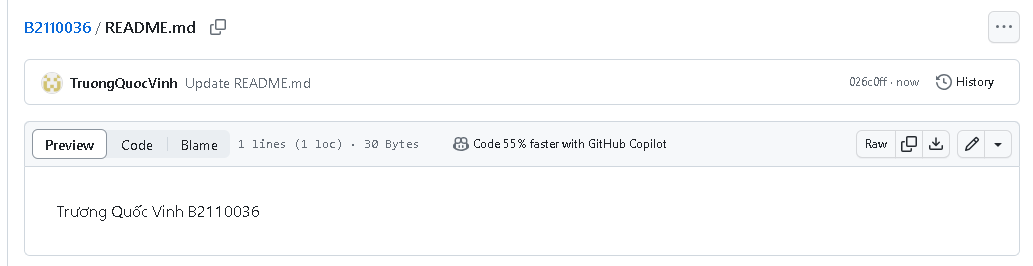 B2110036 / README.md
TruongQuocVinh Update README.md 026c0ff · now History
Preview Code Blame 1 lines (1 loc) · 30 Bytes Code 55% faster with GitHub Copilot Raw
Trương Quốc Vinh B2110036